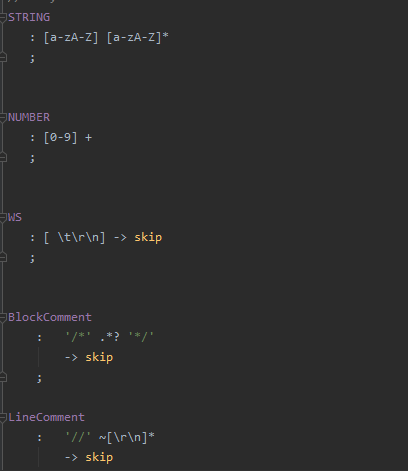 STRING
: [a-zA-Z] [a-zA-Z]*
;
NUMBER
: [0-9] +
;
WS
: [ \t\r\n] -> skip
;
BlockComment
: '/*' .*? '*/'
-> skip
;
LineComment
: '//' ~[\r\n]*
-> skip